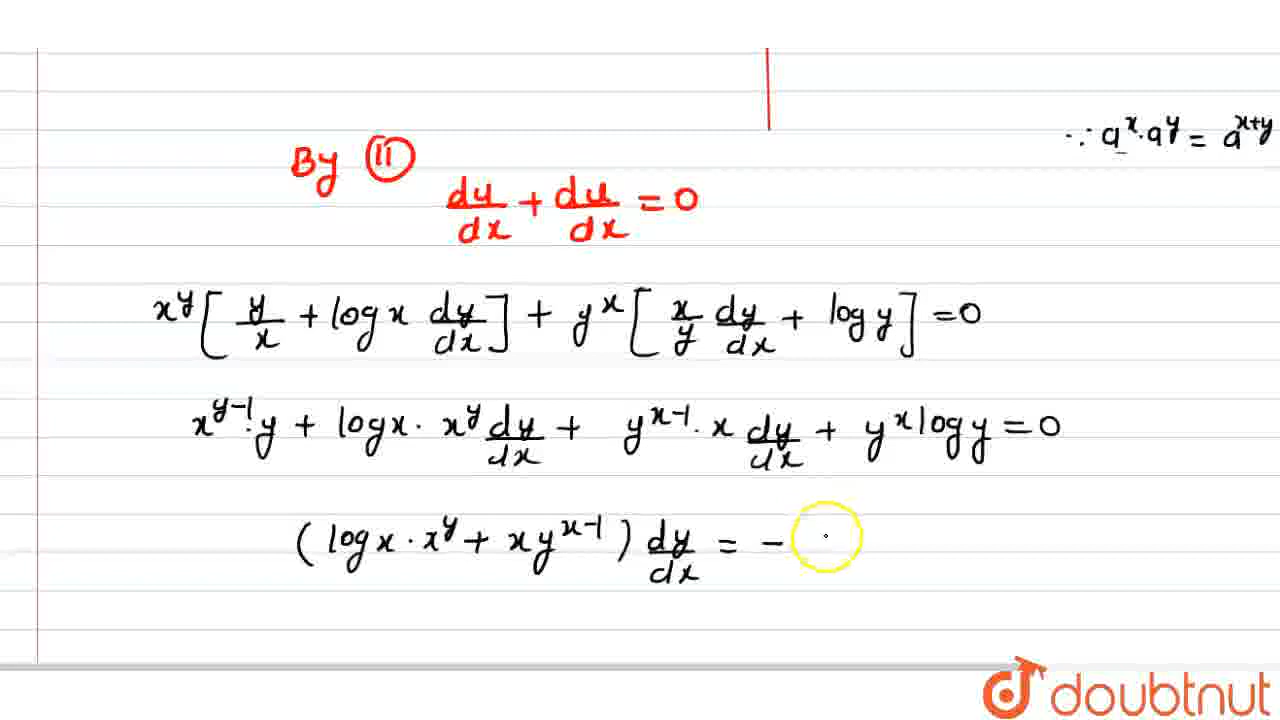 ∵ a^x · a^y = a^{x+y}
By (ii)
du/dx + du/dx = 0
x^y [ y/x + log x dy/dx ] + y^x [ x/y dy/dx + log y ] = 0
x^{y-1} · y + log x · x^y dy/dx + y^{x-1} · x dy/dx + y^x log y = 0
( log x · x^y + x y^{x-1} ) dy/dx = -
doubtnut